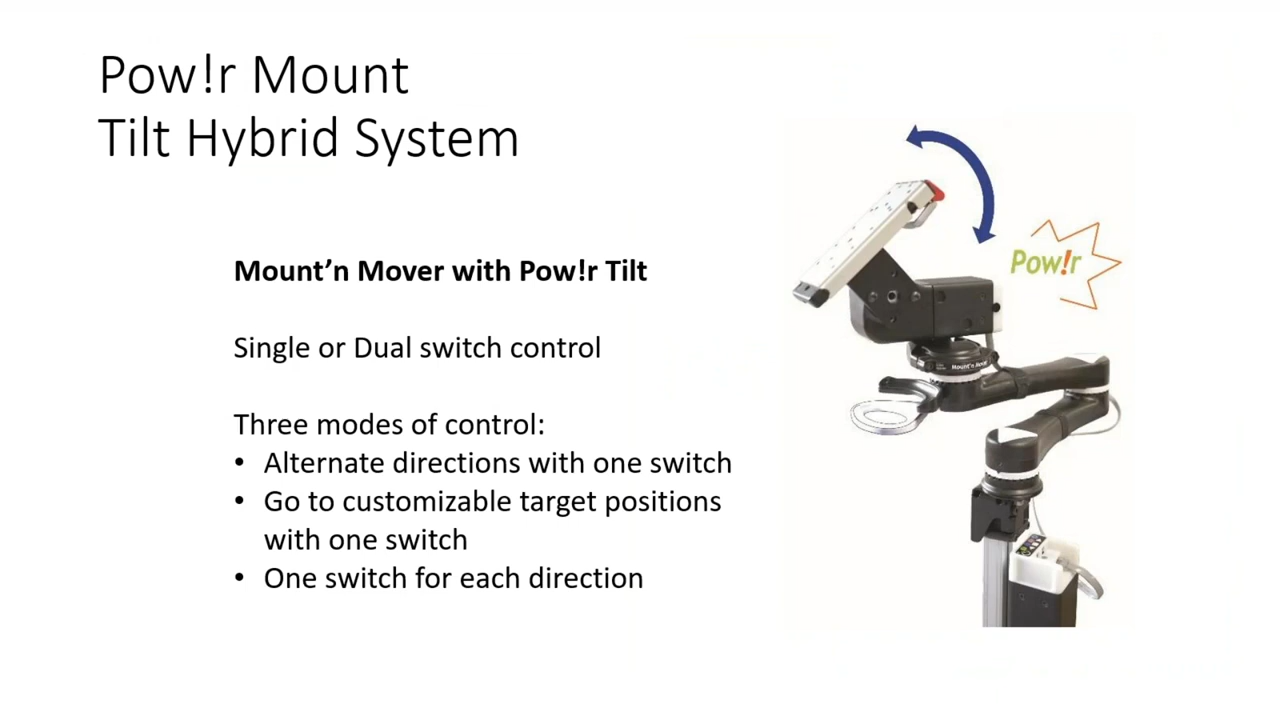 Pow!r Mount
Tilt Hybrid System
Mount’n Mover with Pow!r Tilt
Single or Dual switch control
Three modes of control:
• Alternate directions with one switch
• Go to customizable target positions
with one switch
• One switch for each direction
Pow!r
Mount'n Mover